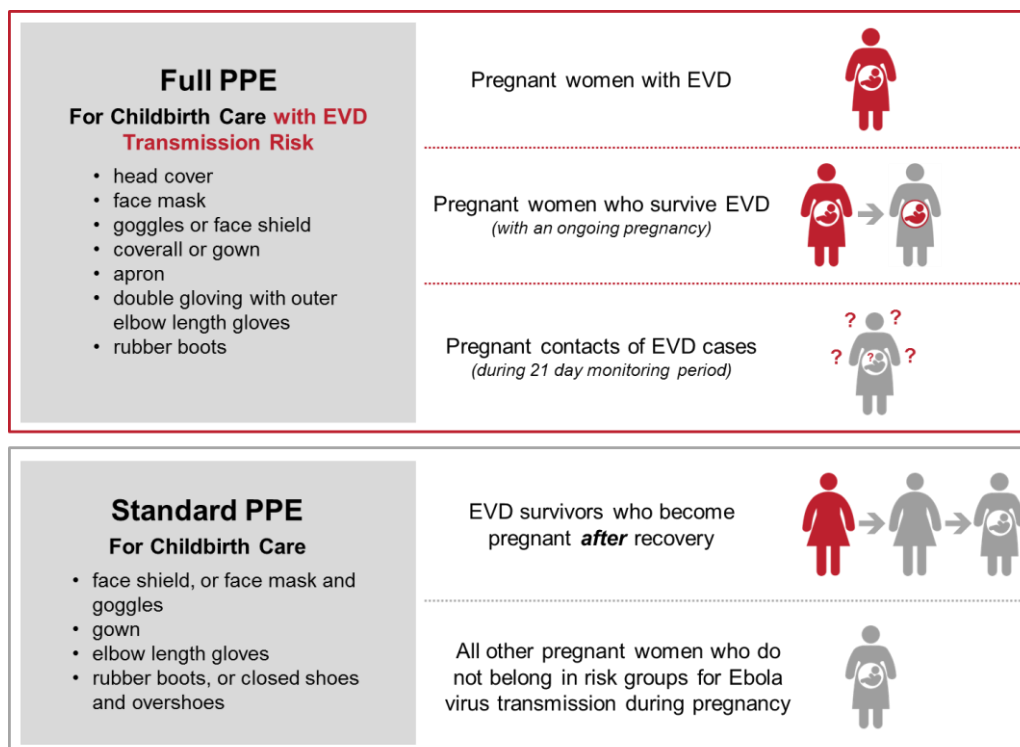 Full PPE
For Childbirth Care with EVD
Transmission Risk
• head cover
• face mask
• goggles or face shield
• coverall or gown
• apron
• double gloving with outer
elbow length gloves
• rubber boots
Pregnant women with EVD
Pregnant women who survive EVD
(with an ongoing pregnancy)
Pregnant contacts of EVD cases
(during 21 day monitoring period)
? ?
? ? ?
Standard PPE
For Childbirth Care
• face shield, or face mask and
goggles
• gown
• elbow length gloves
• rubber boots, or closed shoes
and overshoes
EVD survivors who become
pregnant after recovery
All other pregnant women who do
not belong in risk groups for Ebola
virus transmission during pregnancy